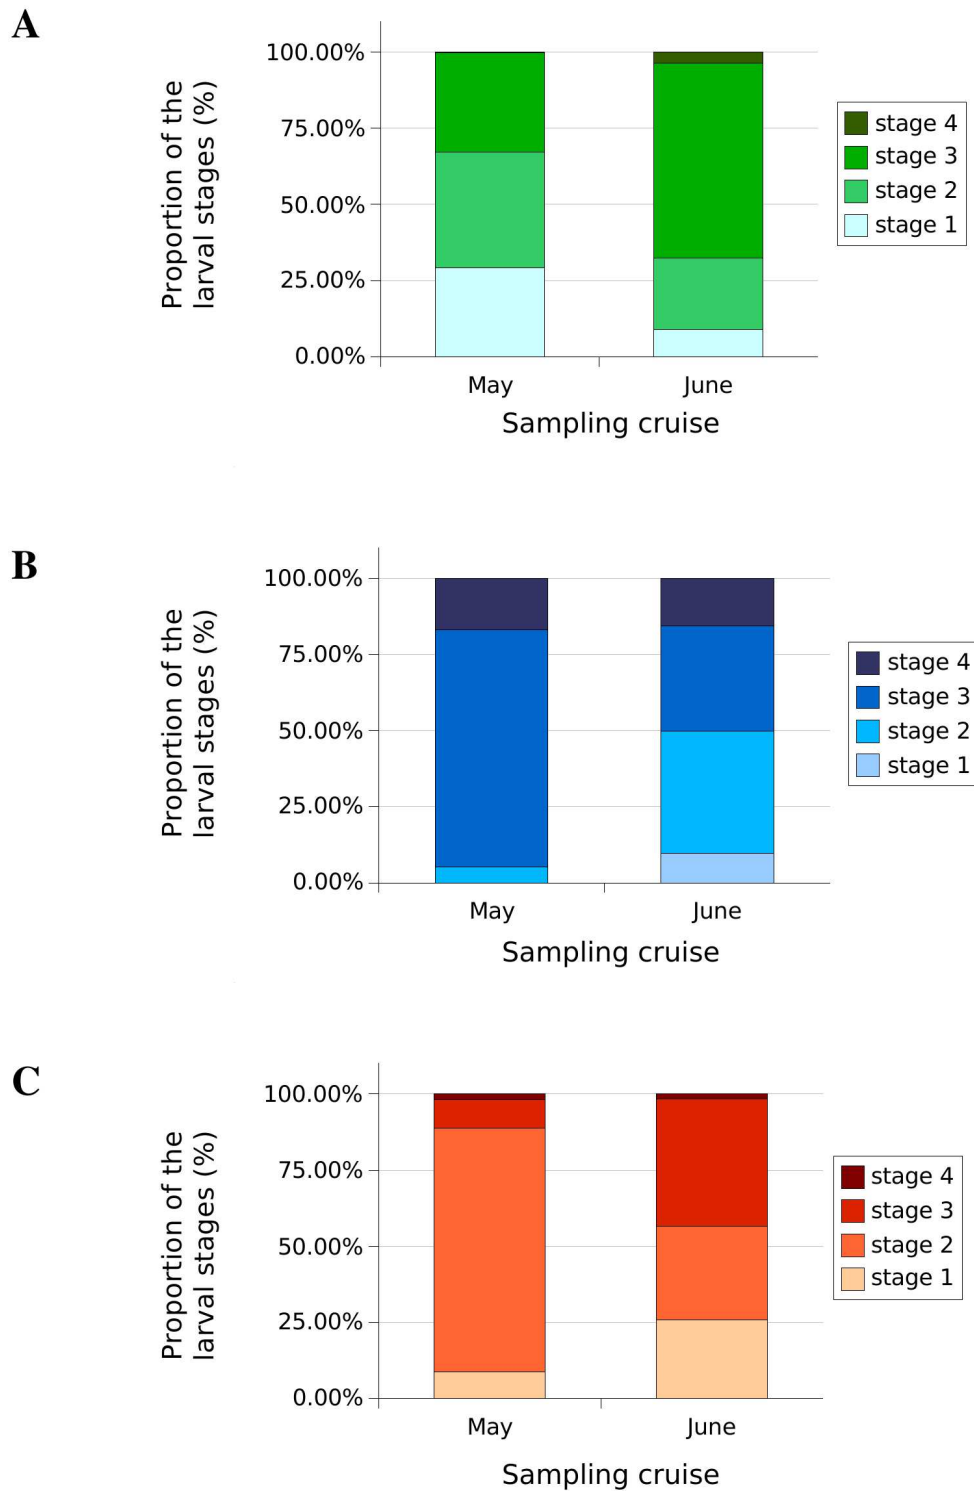 A
Proportion of the
larval stages (%)
100.00%
75.00%
50.00%
25.00%
0.00%
May
June
Sampling cruise
stage 4
stage 3
stage 2
stage 1
B
Proportion of the
larval stages (%)
100.00%
75.00%
50.00%
25.00%
0.00%
May
June
Sampling cruise
stage 4
stage 3
stage 2
stage 1
C
Proportion of the
larval stages (%)
100.00%
75.00%
50.00%
25.00%
0.00%
May
June
Sampling cruise
stage 4
stage 3
stage 2
stage 1